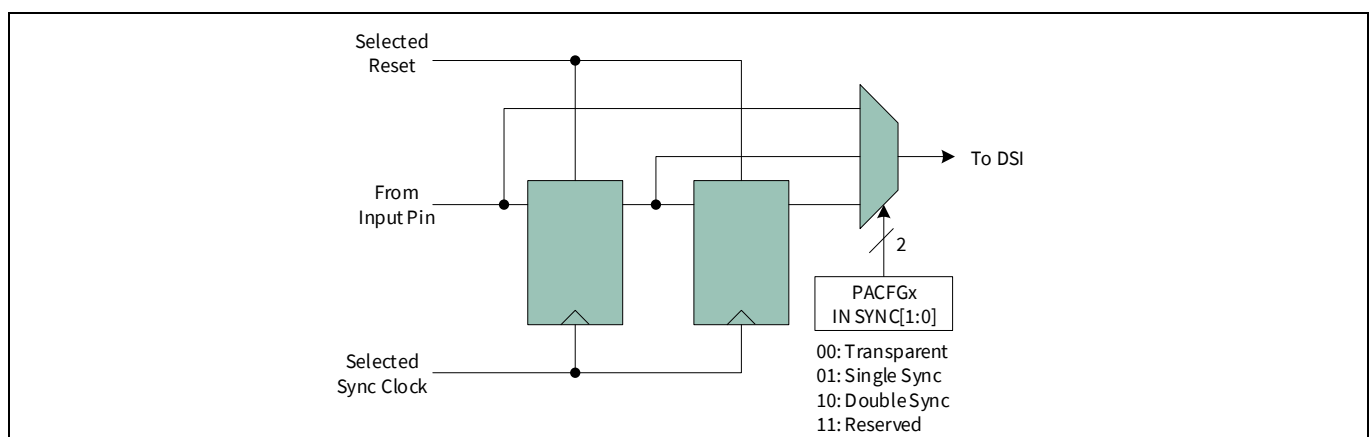 Selected
Reset
To DSI
From
Input Pin
2
PACFGx
IN SYNC[1:0]
00: Transparent
01: Single Sync
10: Double Sync
11: Reserved
Selected
Sync Clock